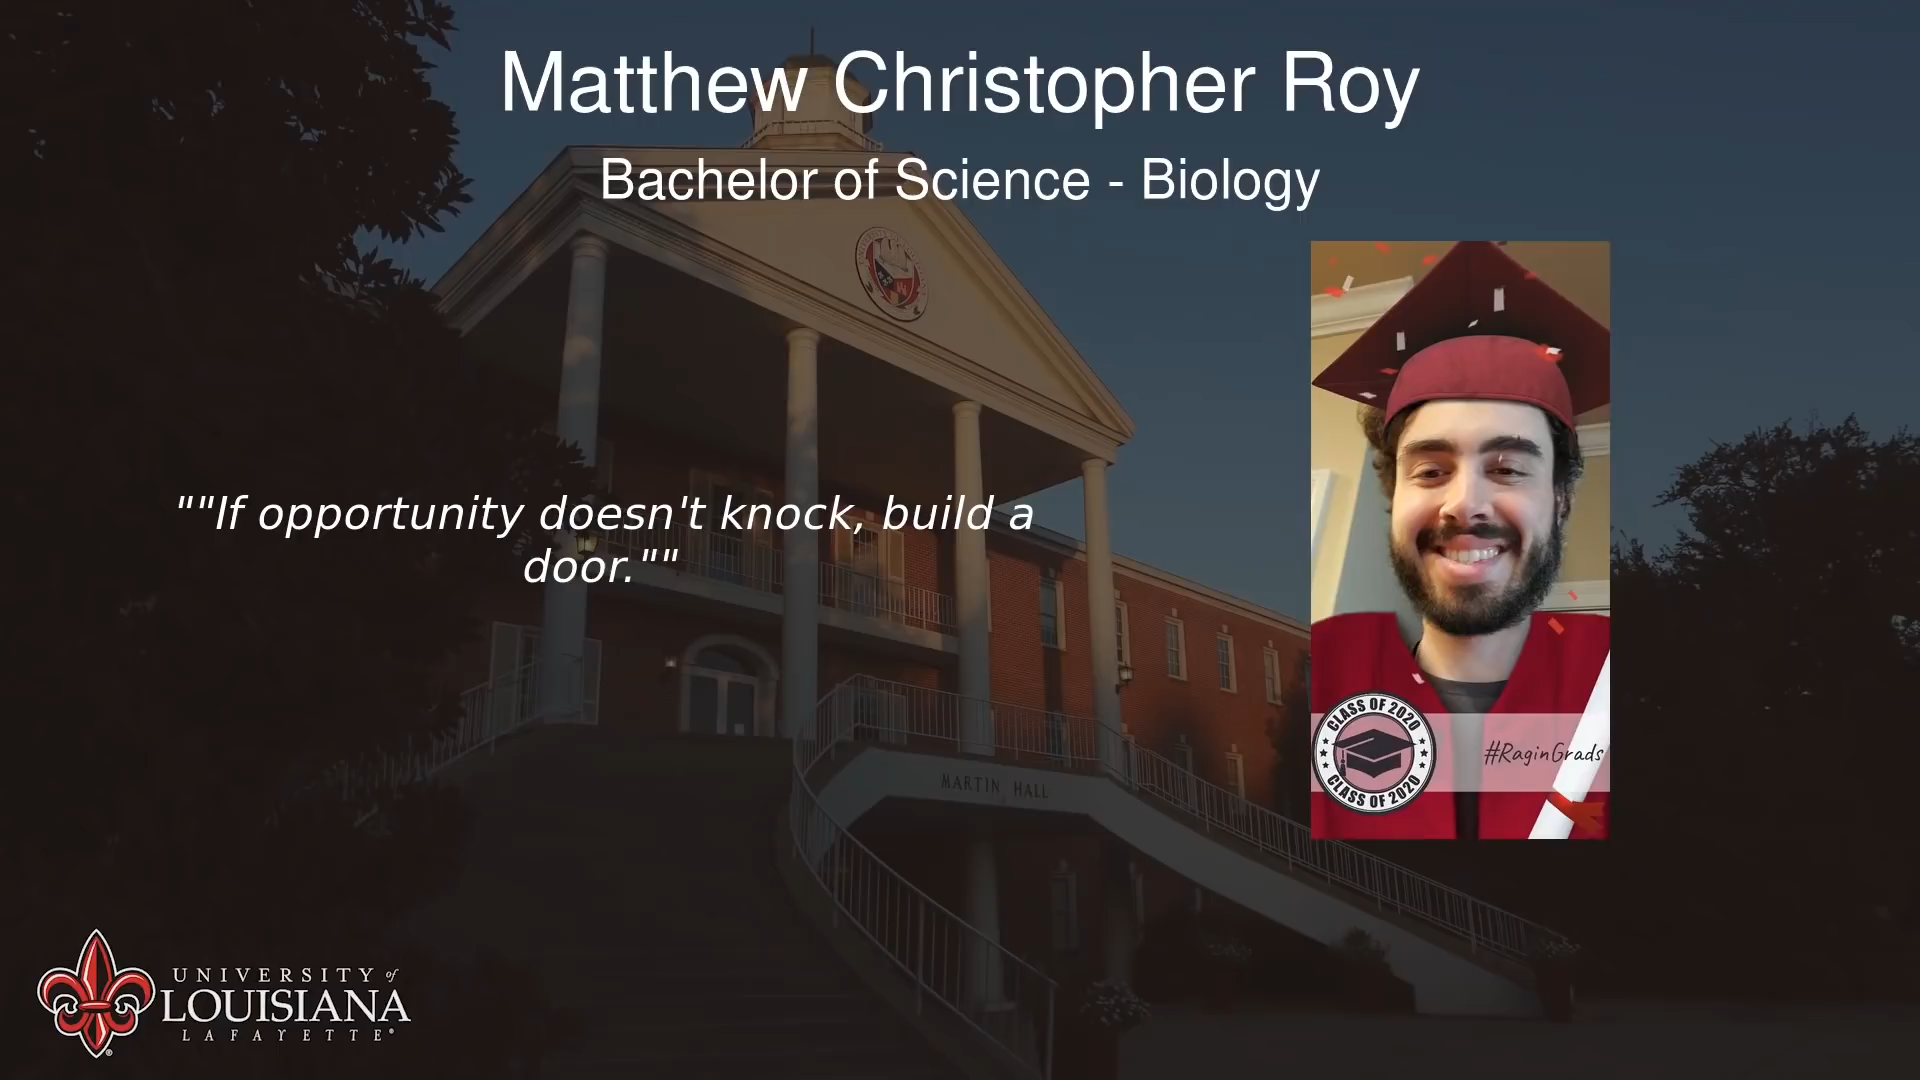 Matthew Christopher Roy
Bachelor of Science - Biology
""If opportunity doesn't knock, build a
door.""
CLASS OF 2020
#RaginGrads
CLASS OF 2020
MARTIN HALL
UNIVERSITY of
LOUISIANA
LAFAYETTE®
®